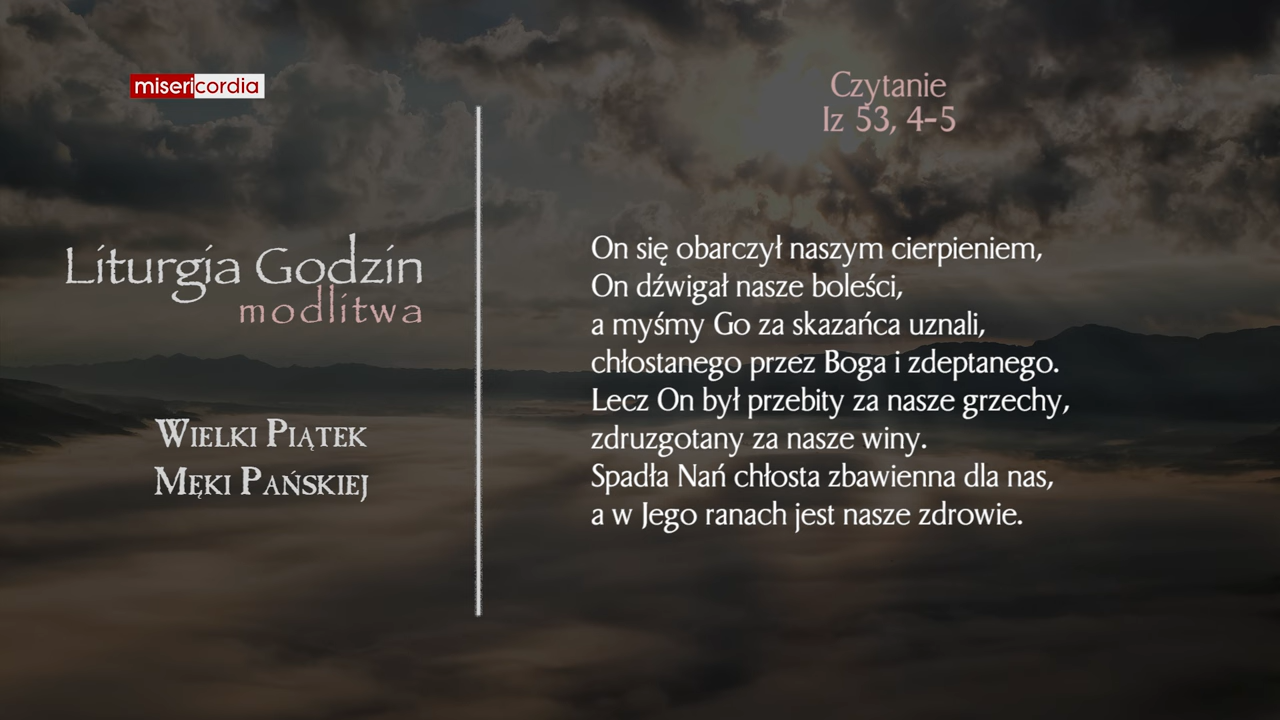 misericordia
Liturgia Godzin
modlitwa
Wielki Piątek
Męki Pańskiej
Czytanie
Iz 53, 4-5
On się obarczył naszym cierpieniem,
On dźwigał nasze boleści,
a myśmy Go za skazańca uznali,
chłostanego przez Boga i zdeptanego.
Lecz On był przebity za nasze grzechy,
zdruzgotany za nasze winy.
Spadła Nań chłosta zbawienna dla nas,
a w Jego ranach jest nasze zdrowie.